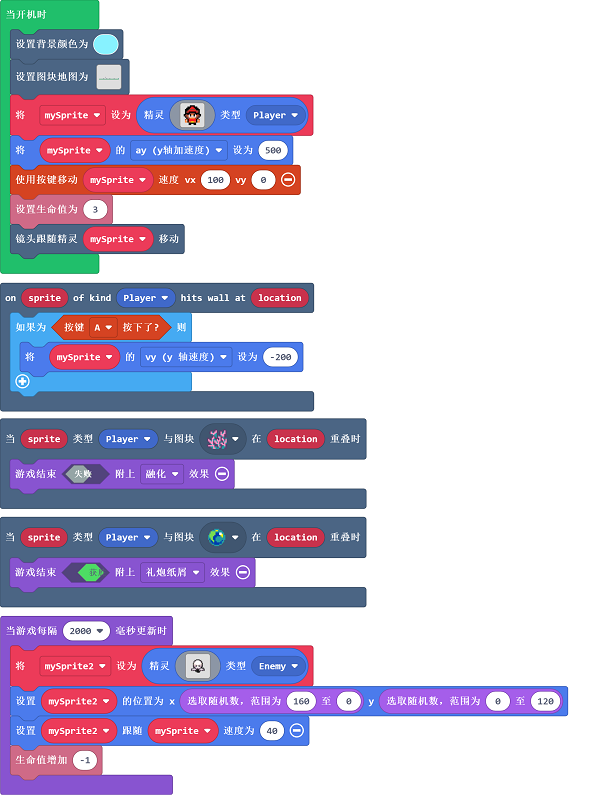 当开机时
设置背景颜色为
设置图块地图为
将 mySprite 设为 精灵 类型 Player
将 mySprite 的 ay (y轴加速度) 设为 500
使用按键移动 mySprite 速度 vx 100 vy 0
设置生命值为 3
镜头跟随精灵 mySprite 移动
on sprite of kind Player hits wall at location
如果为 按键 A 按下了? 则
将 mySprite 的 vy (y 轴速度) 设为 -200
当 sprite 类型 Player 与图块 在 location 重叠时
游戏结束 失败 附上 融化 效果
当 sprite 类型 Player 与图块 在 location 重叠时
游戏结束 附上 礼炮纸屑 效果
当游戏每隔 2000 毫秒更新时
将 mySprite2 设为 精灵 类型 Enemy
设置 mySprite2 的位置为 x 选取随机数，范围为 160 至 0 y 选取随机数，范围为 0 至 120
设置 mySprite2 跟随 mySprite 速度为 40
生命值增加 -1